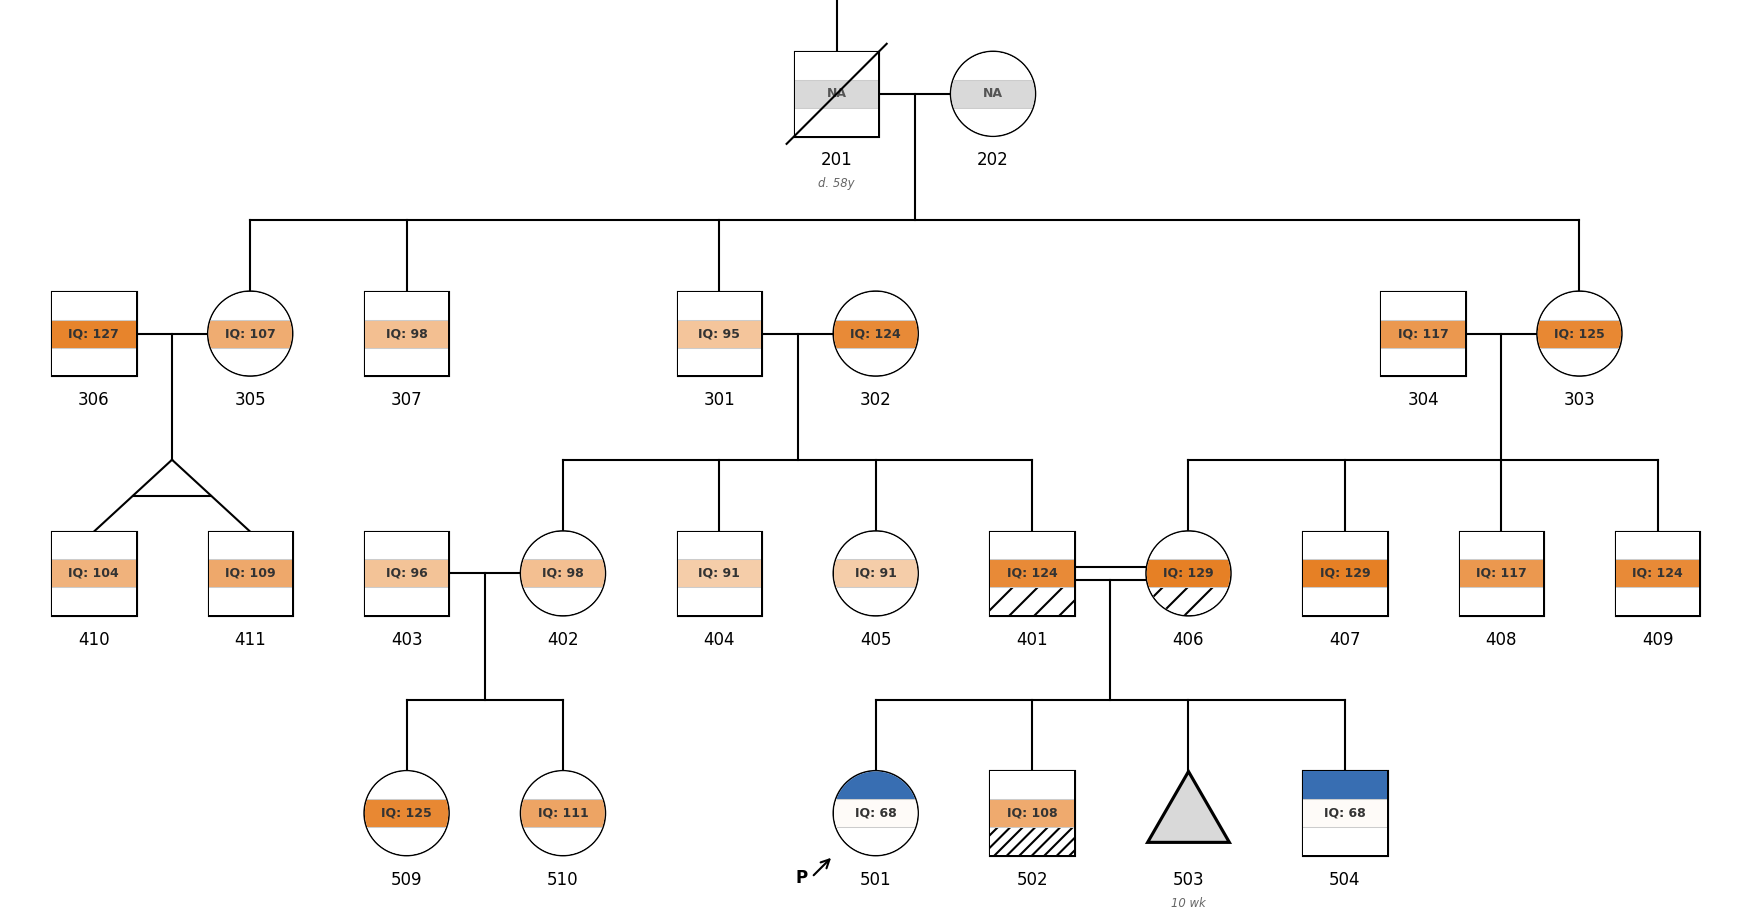 NA NA
201 202
d. 58y
IQ: 127 IQ: 107 IQ: 98 IQ: 95 IQ: 124 IQ: 117 IQ: 125
306 305 307 301 302 304 303
IQ: 104 IQ: 109 IQ: 96 IQ: 98 IQ: 91 IQ: 91 IQ: 124 IQ: 129 IQ: 129 IQ: 117 IQ: 124
410 411 403 402 404 405 401 406 407 408 409
IQ: 125 IQ: 111 IQ: 68 IQ: 108 IQ: 68
P
509 510 501 502 503 504
10 wk